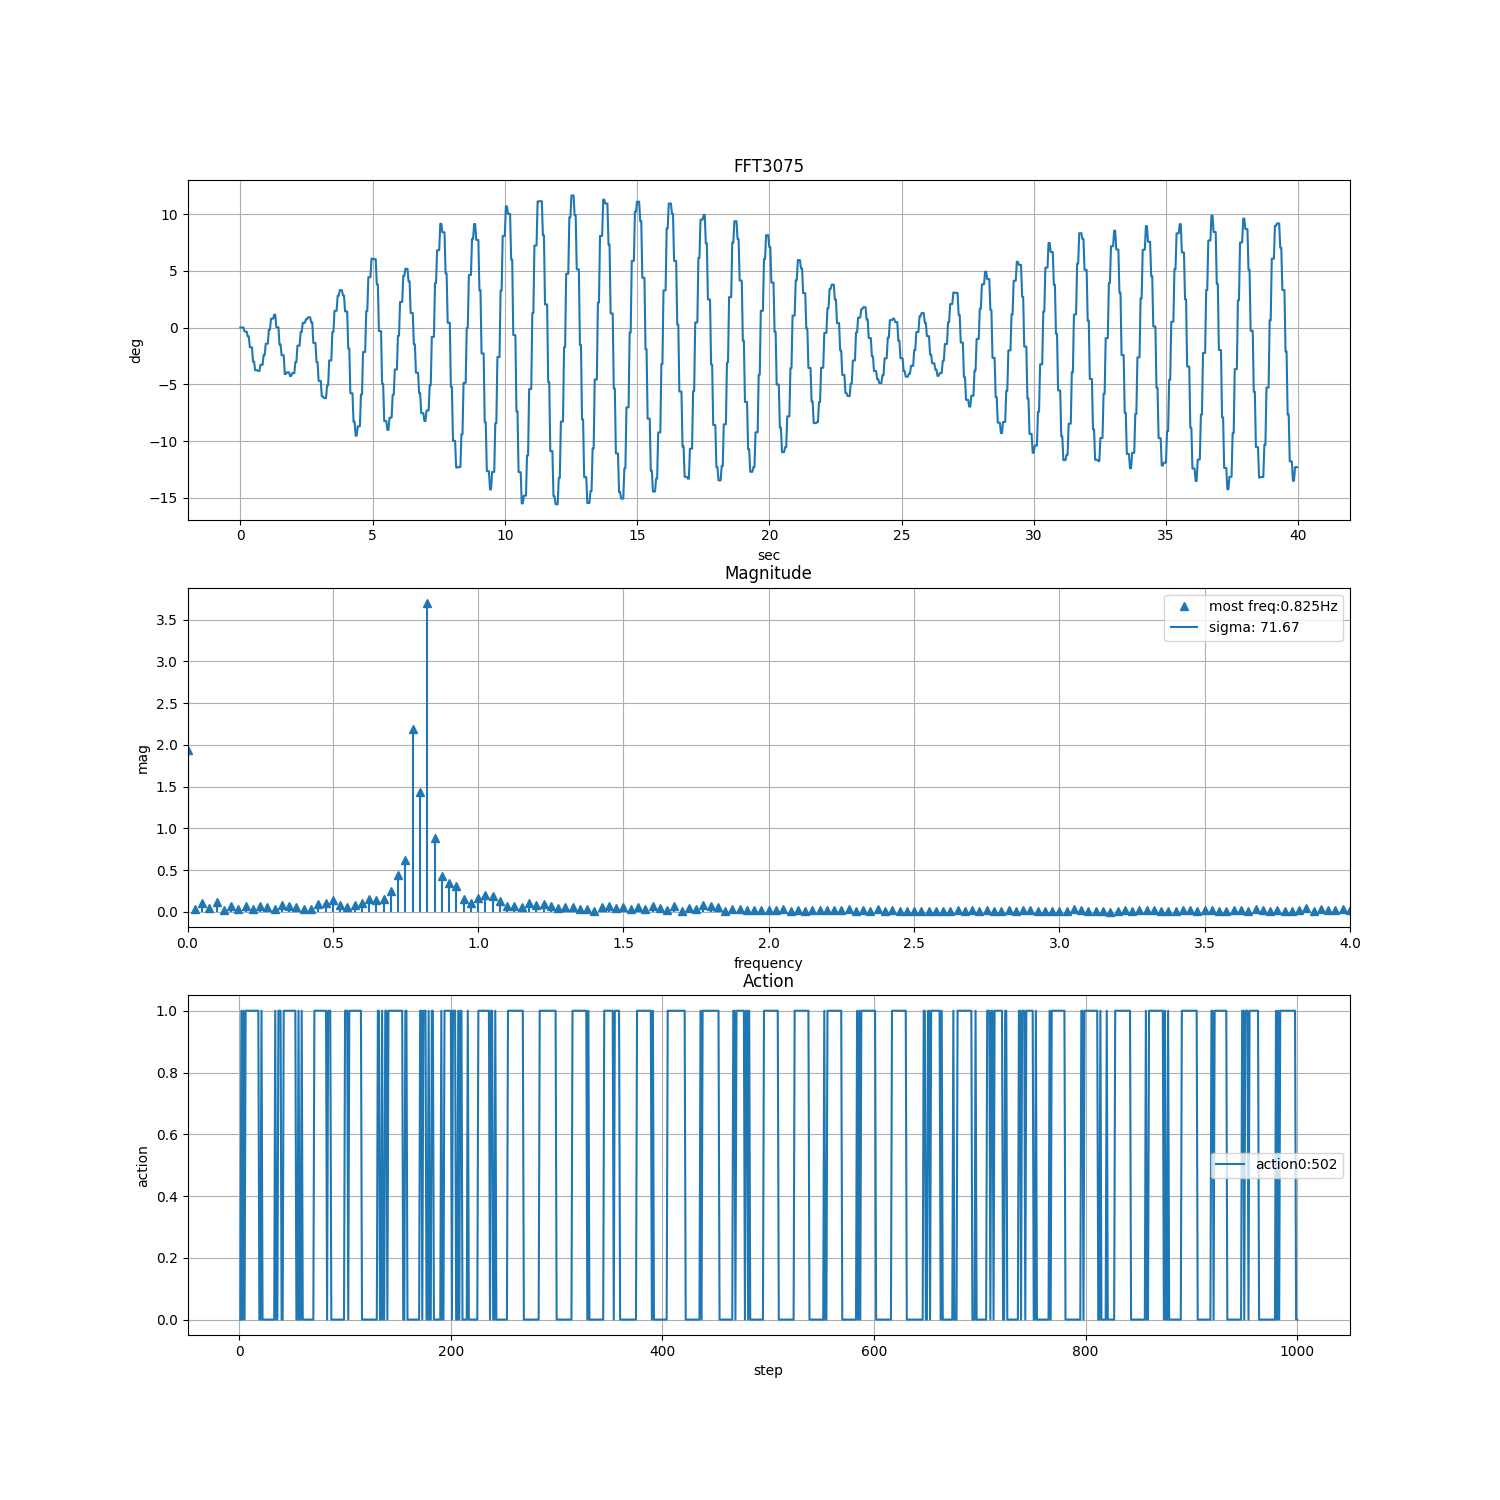 FFT3075
10
5
0
−5
−10
−15
deg
0 5 10 15 20 25 30 35 40
sec
Magnitude
3.5
3.0
2.5
2.0
1.5
1.0
0.5
0.0
mag
most freq:0.825Hz
sigma: 71.67
0.0 0.5 1.0 1.5 2.0 2.5 3.0 3.5 4.0
frequency
Action
1.0
0.8
0.6
0.4
0.2
0.0
action
action0:502
0 200 400 600 800 1000
step